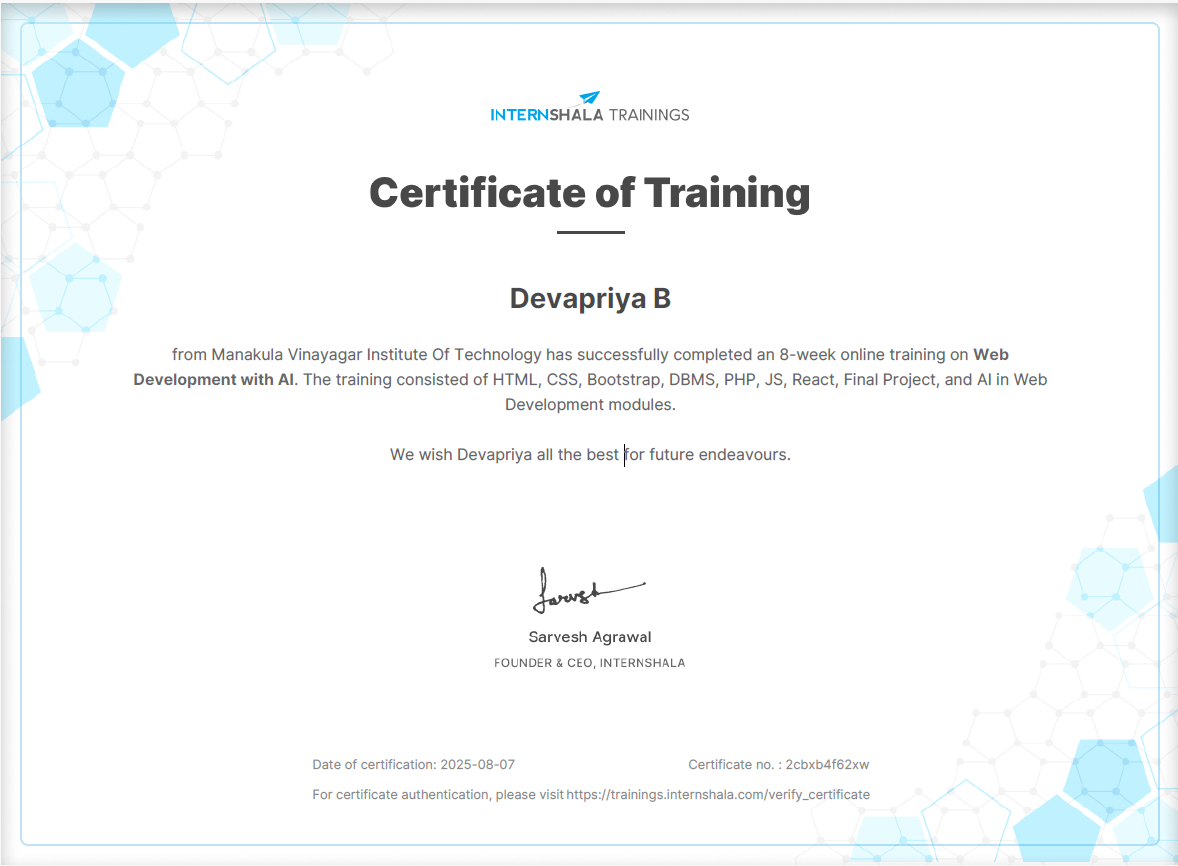 INTERNSHALA TRAININGS
Certificate of Training
Devapriya B
from Manakula Vinayagar Institute Of Technology has successfully completed an 8-week online training on Web
Development with AI. The training consisted of HTML, CSS, Bootstrap, DBMS, PHP, JS, React, Final Project, and AI in Web
Development modules.
We wish Devapriya all the best for future endeavours.
Sarvesh
Sarvesh Agrawal
FOUNDER & CEO, INTERNSHALA
Date of certification: 2025-08-07 Certificate no. : 2cbxb4f62xw
For certificate authentication, please visit https://trainings.internshala.com/verify_certificate